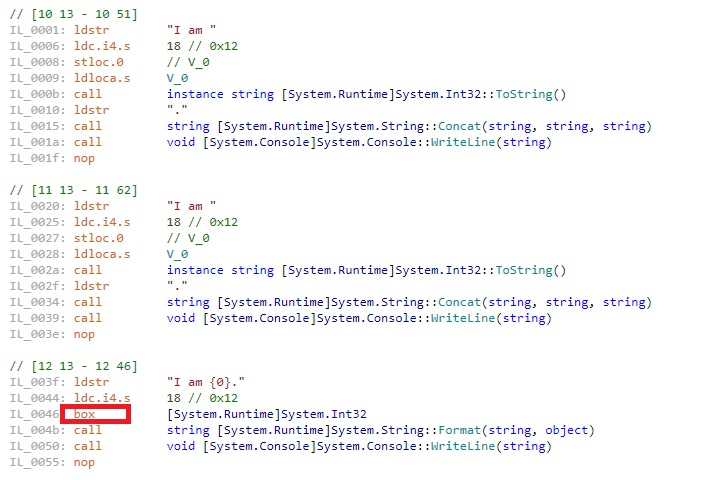 // [10 13 - 10 51]
IL_0001: ldstr "I am "
IL_0006: ldc.i4.s 18 // 0x12
IL_0008: stloc.0 // V_0
IL_0009: ldloca.s V_0
IL_000b: call instance string [System.Runtime]System.Int32::ToString()
IL_0010: ldstr "."
IL_0015: call string [System.Runtime]System.String::Concat(string, string, string)
IL_001a: call void [System.Console]System.Console::WriteLine(string)
IL_001f: nop
// [11 13 - 11 62]
IL_0020: ldstr "I am "
IL_0025: ldc.i4.s 18 // 0x12
IL_0027: stloc.0 // V_0
IL_0028: ldloca.s V_0
IL_002a: call instance string [System.Runtime]System.Int32::ToString()
IL_002f: ldstr "."
IL_0034: call string [System.Runtime]System.String::Concat(string, string, string)
IL_0039: call void [System.Console]System.Console::WriteLine(string)
IL_003e: nop
// [12 13 - 12 46]
IL_003f: ldstr "I am {0}."
IL_0044: ldc.i4.s 18 // 0x12
IL_0046 box [System.Runtime]System.Int32
IL_004b: call string [System.Runtime]System.String::Format(string, object)
IL_0050: call void [System.Console]System.Console::WriteLine(string)
IL_0055: nop